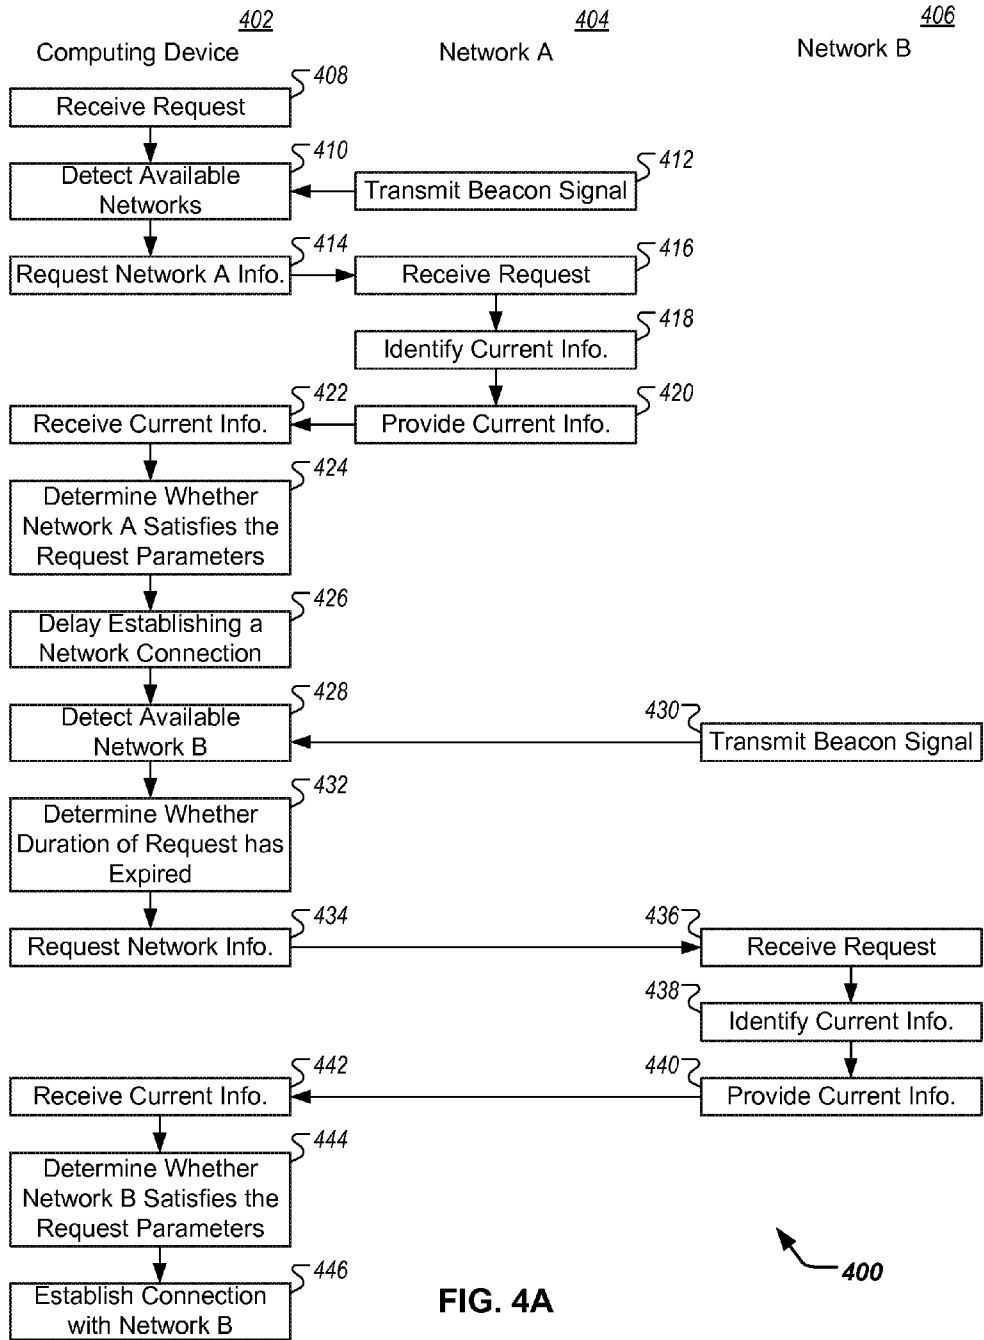 402
404
406
Computing Device
Network A
Network B
408
Receive Request
410
412
Detect Available
Networks
Transmit Beacon Signal
414
416
Request Network A Info.
Receive Request
418
Identify Current Info.
422
420
Receive Current Info.
Provide Current Info.
424
Determine Whether
Network A Satisfies the
Request Parameters
426
Delay Establishing a
Network Connection
428
430
Detect Available
Network B
Transmit Beacon Signal
432
Determine Whether
Duration of Request has
Expired
434
436
Request Network Info.
Receive Request
438
Identify Current Info.
442
440
Receive Current Info.
Provide Current Info.
444
Determine Whether
Network B Satisfies the
Request Parameters
446
Establish Connection
with Network B
400
FIG. 4A